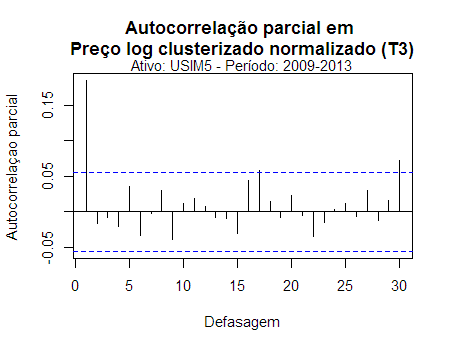 Autocorrelação parcial em
Preço log clusterizado normalizado (T3)
Ativo: USIM5 - Período: 2009-2013
Autocorrelaçao parcial
0.15
0.05
-0.05
0 5 10 15 20 25 30
Defasagem